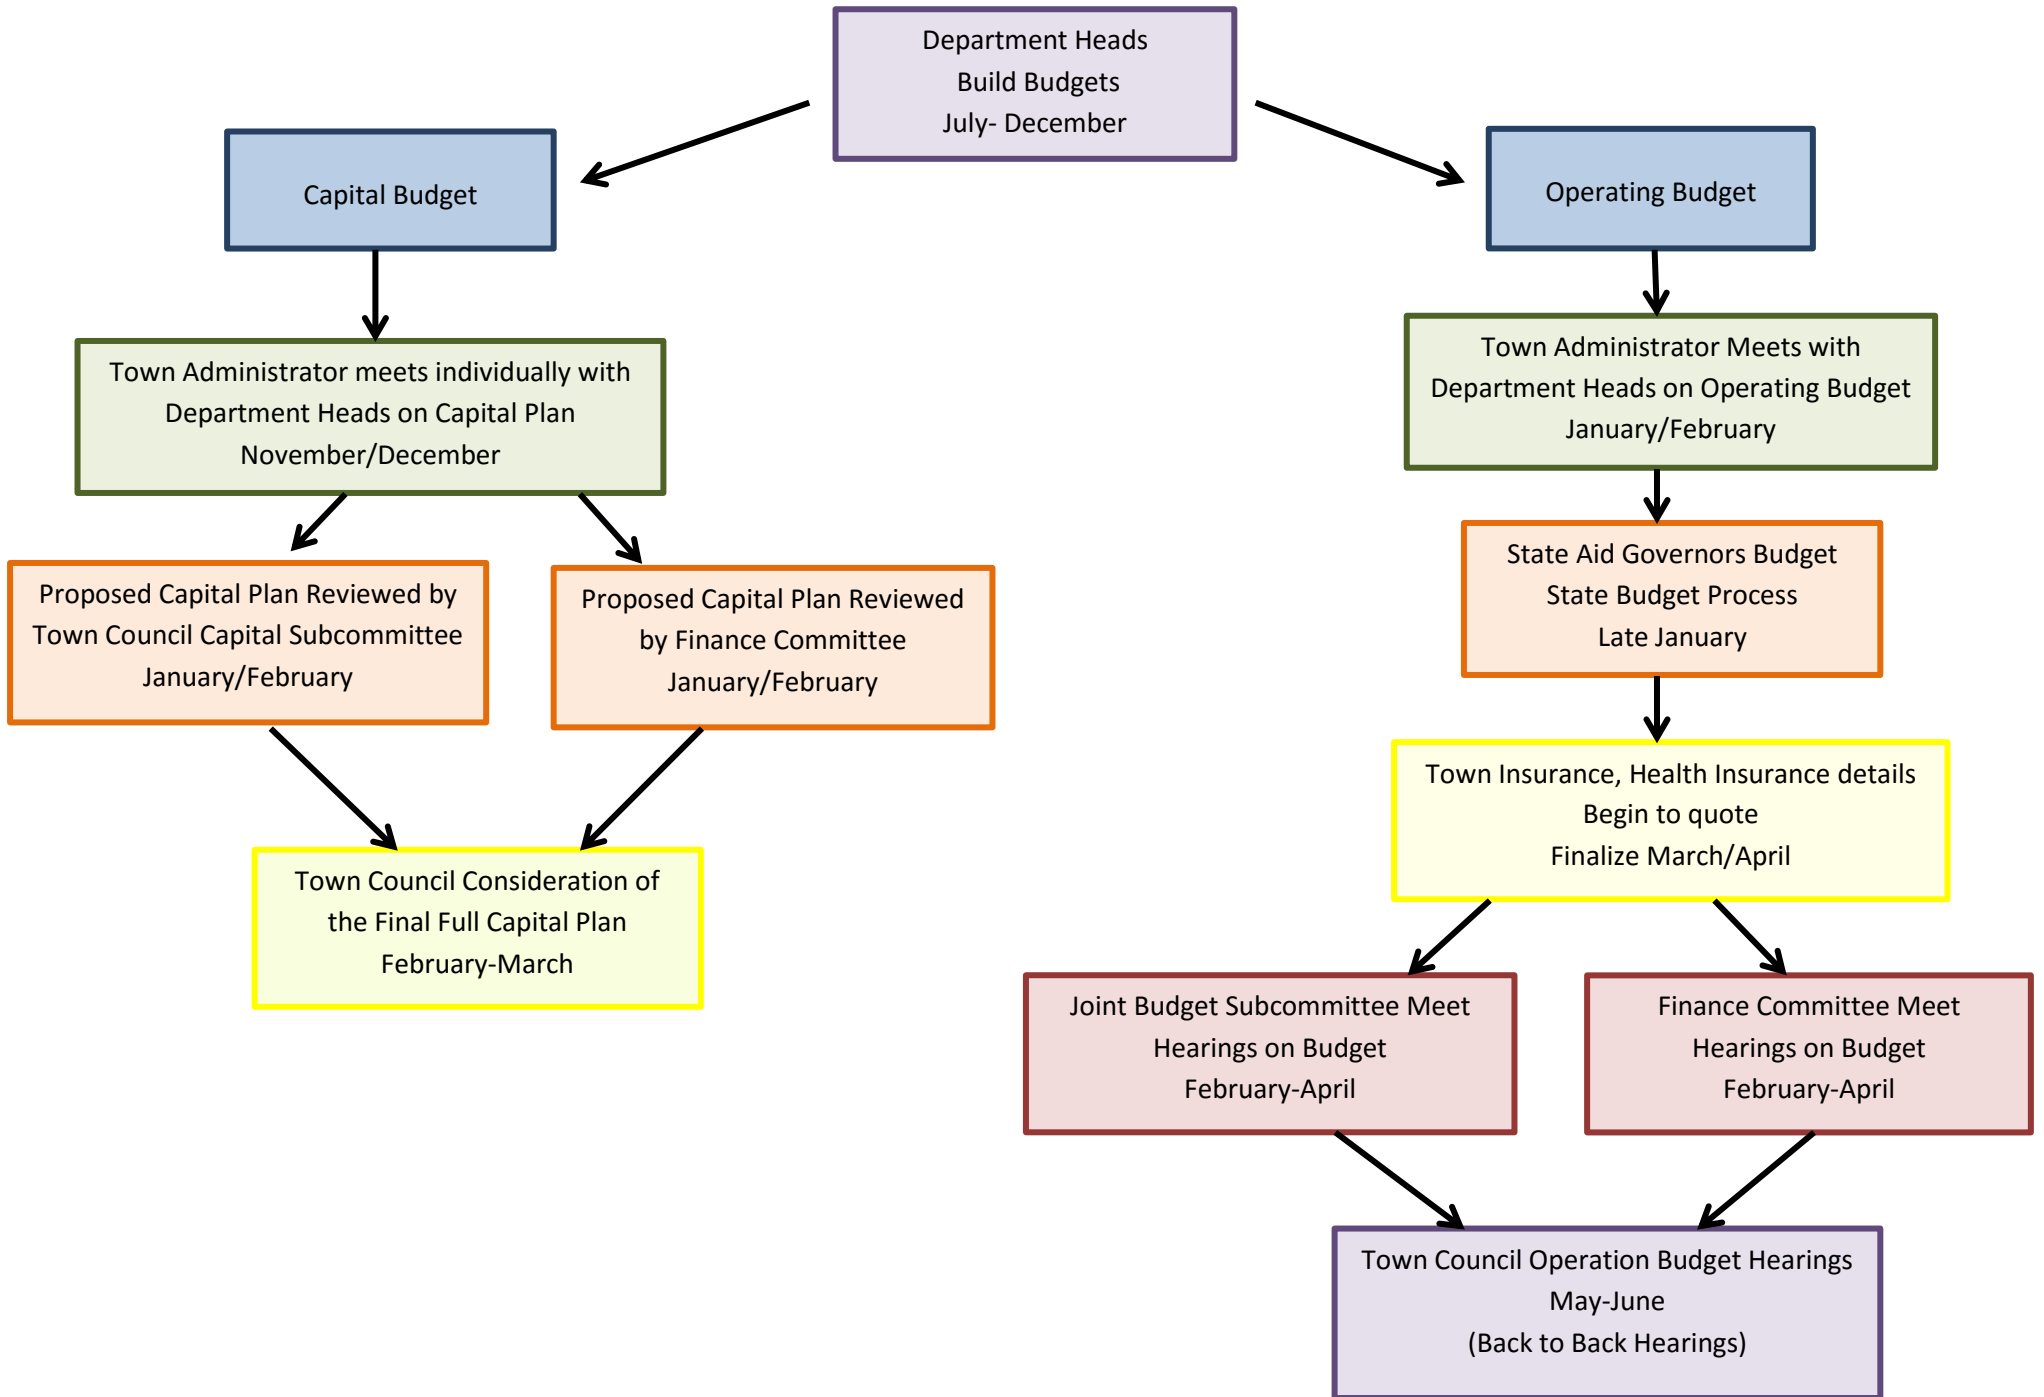 Department Heads
Build Budgets
July- December
Capital Budget
Operating Budget
Town Administrator meets individually with
Department Heads on Capital Plan
November/December
Town Administrator Meets with
Department Heads on Operating Budget
January/February
Proposed Capital Plan Reviewed by
Town Council Capital Subcommittee
January/February
Proposed Capital Plan Reviewed
by Finance Committee
January/February
State Aid Governors Budget
State Budget Process
Late January
Town Insurance, Health Insurance details
Begin to quote
Finalize March/April
Town Council Consideration of
the Final Full Capital Plan
February-March
Joint Budget Subcommittee Meet
Hearings on Budget
February-April
Finance Committee Meet
Hearings on Budget
February-April
Town Council Operation Budget Hearings
May-June
(Back to Back Hearings)